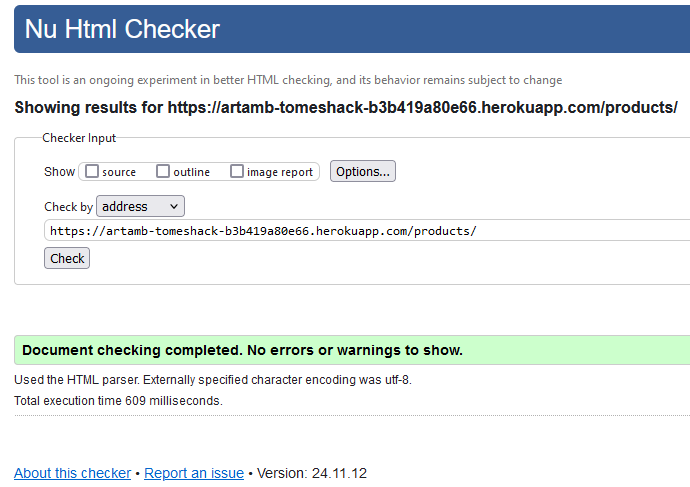 Nu Html Checker
This tool is an ongoing experiment in better HTML checking, and its behavior remains subject to change
Showing results for https://artamb-tomeshack-b3b419a80e66.herokuapp.com/products/
Checker Input
Show source outline image report Options...
Check by address
https://artamb-tomeshack-b3b419a80e66.herokuapp.com/products/
Check
Document checking completed. No errors or warnings to show.
Used the HTML parser. Externally specified character encoding was utf-8.
Total execution time 609 milliseconds.
About this checker • Report an issue • Version: 24.11.12